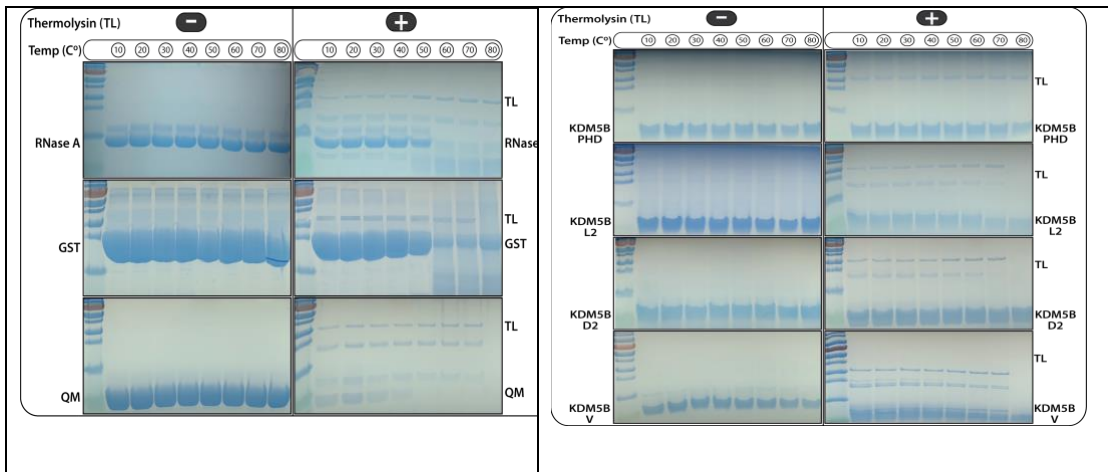 Thermolysin (TL) − +
Temp (Cº) 10 20 30 40 50 60 70 80 10 20 30 40 50 60 70 80
TL
RNase A RNase
TL
GST GST
TL
QM QM
Thermolysin (TL) − +
Temp (Cº) 10 20 30 40 50 60 70 80 10 20 30 40 50 60 70 80
TL
KDM5B KDM5B
PHD PHD
TL
KDM5B KDM5B
L2 L2
TL
KDM5B KDM5B
D2 D2
TL
KDM5B KDM5B
V V